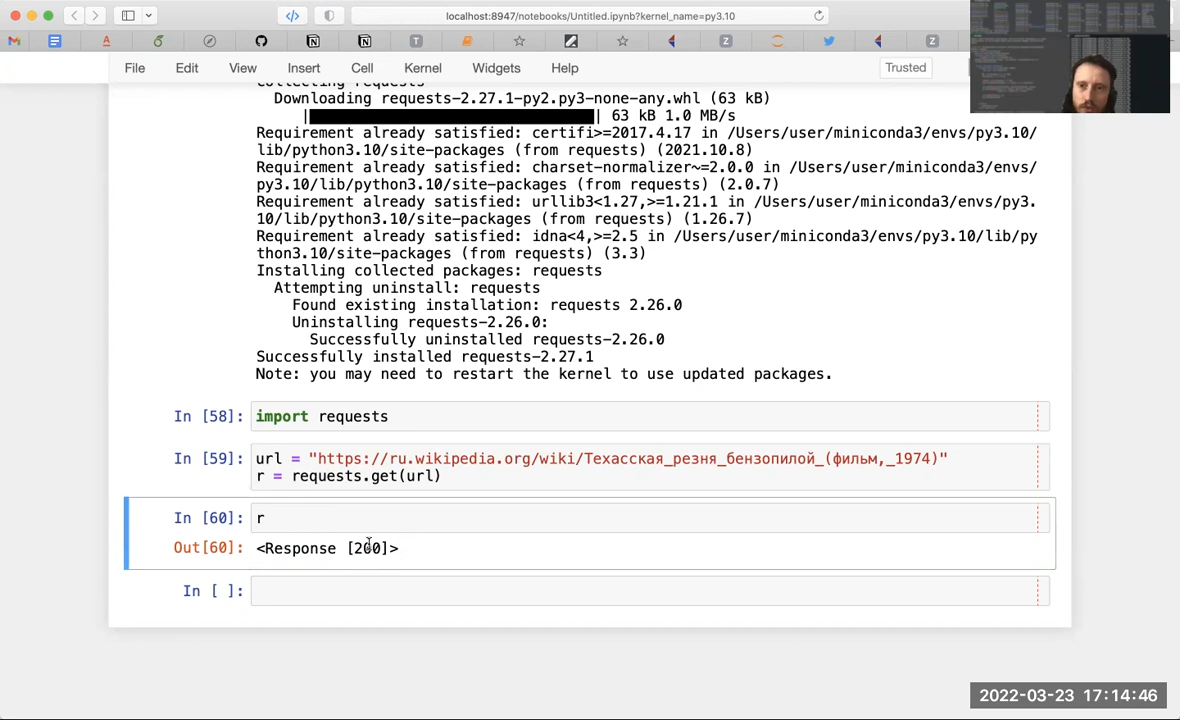 localhost:8947/notebooks/Untitled.ipynb?kernel_name=py3.10
File Edit View Insert Cell Kernel Widgets Help Trusted
Collecting requests
Downloading requests-2.27.1-py2.py3-none-any.whl (63 kB)
| | 63 kB 1.0 MB/s
Requirement already satisfied: certifi>=2017.4.17 in /Users/user/miniconda3/envs/py3.10/
lib/python3.10/site-packages (from requests) (2021.10.8)
Requirement already satisfied: charset-normalizer~=2.0.0 in /Users/user/miniconda3/envs/
py3.10/lib/python3.10/site-packages (from requests) (2.0.7)
Requirement already satisfied: urllib3<1.27,>=1.21.1 in /Users/user/miniconda3/envs/py3.
10/lib/python3.10/site-packages (from requests) (1.26.7)
Requirement already satisfied: idna<4,>=2.5 in /Users/user/miniconda3/envs/py3.10/lib/py
thon3.10/site-packages (from requests) (3.3)
Installing collected packages: requests
Attempting uninstall: requests
Found existing installation: requests 2.26.0
Uninstalling requests-2.26.0:
Successfully uninstalled requests-2.26.0
Successfully installed requests-2.27.1
Note: you may need to restart the kernel to use updated packages.
In [58]: import requests
In [59]: url = "https://ru.wikipedia.org/wiki/Техасская_резня_бензопилой_(фильм,_1974)"
r = requests.get(url)
In [60]: r
Out[60]: <Response [200]>
In [ ]:
2022-03-23 17:14:46